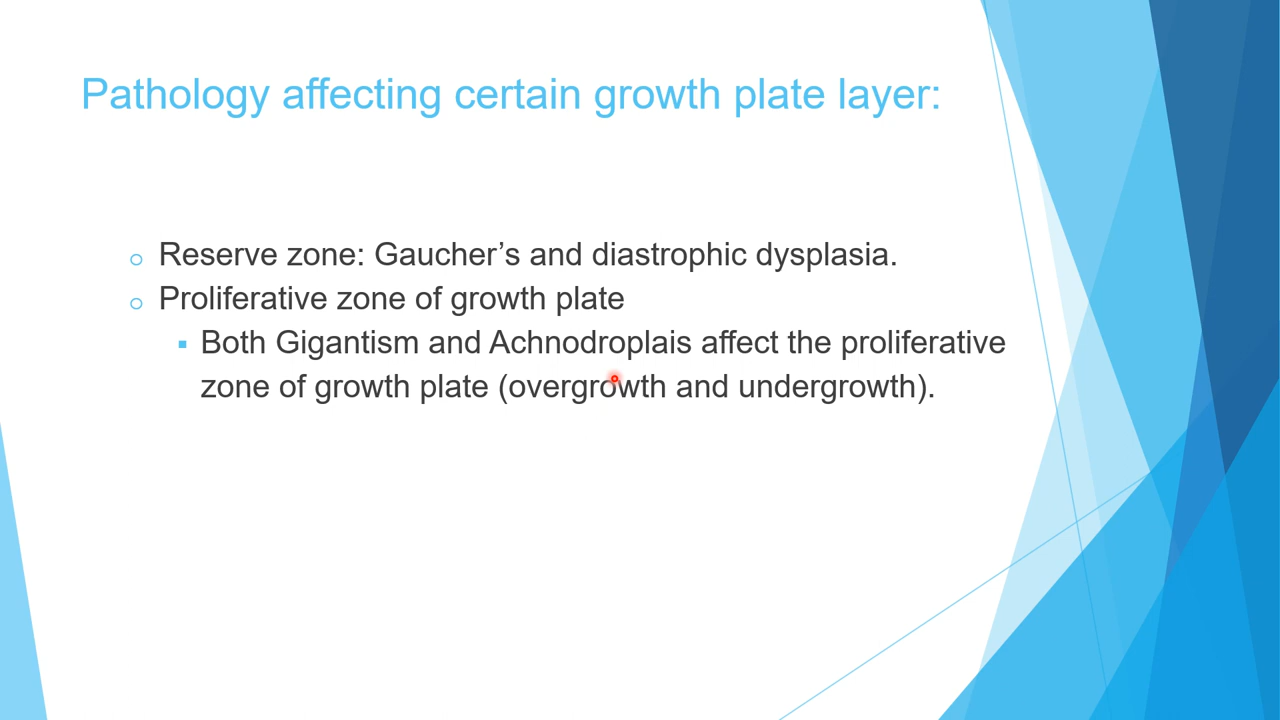 Pathology affecting certain growth plate layer:
Reserve zone: Gaucher’s and diastrophic dysplasia.
Proliferative zone of growth plate
Both Gigantism and Achnodroplais affect the proliferative
zone of growth plate (overgrowth and undergrowth).